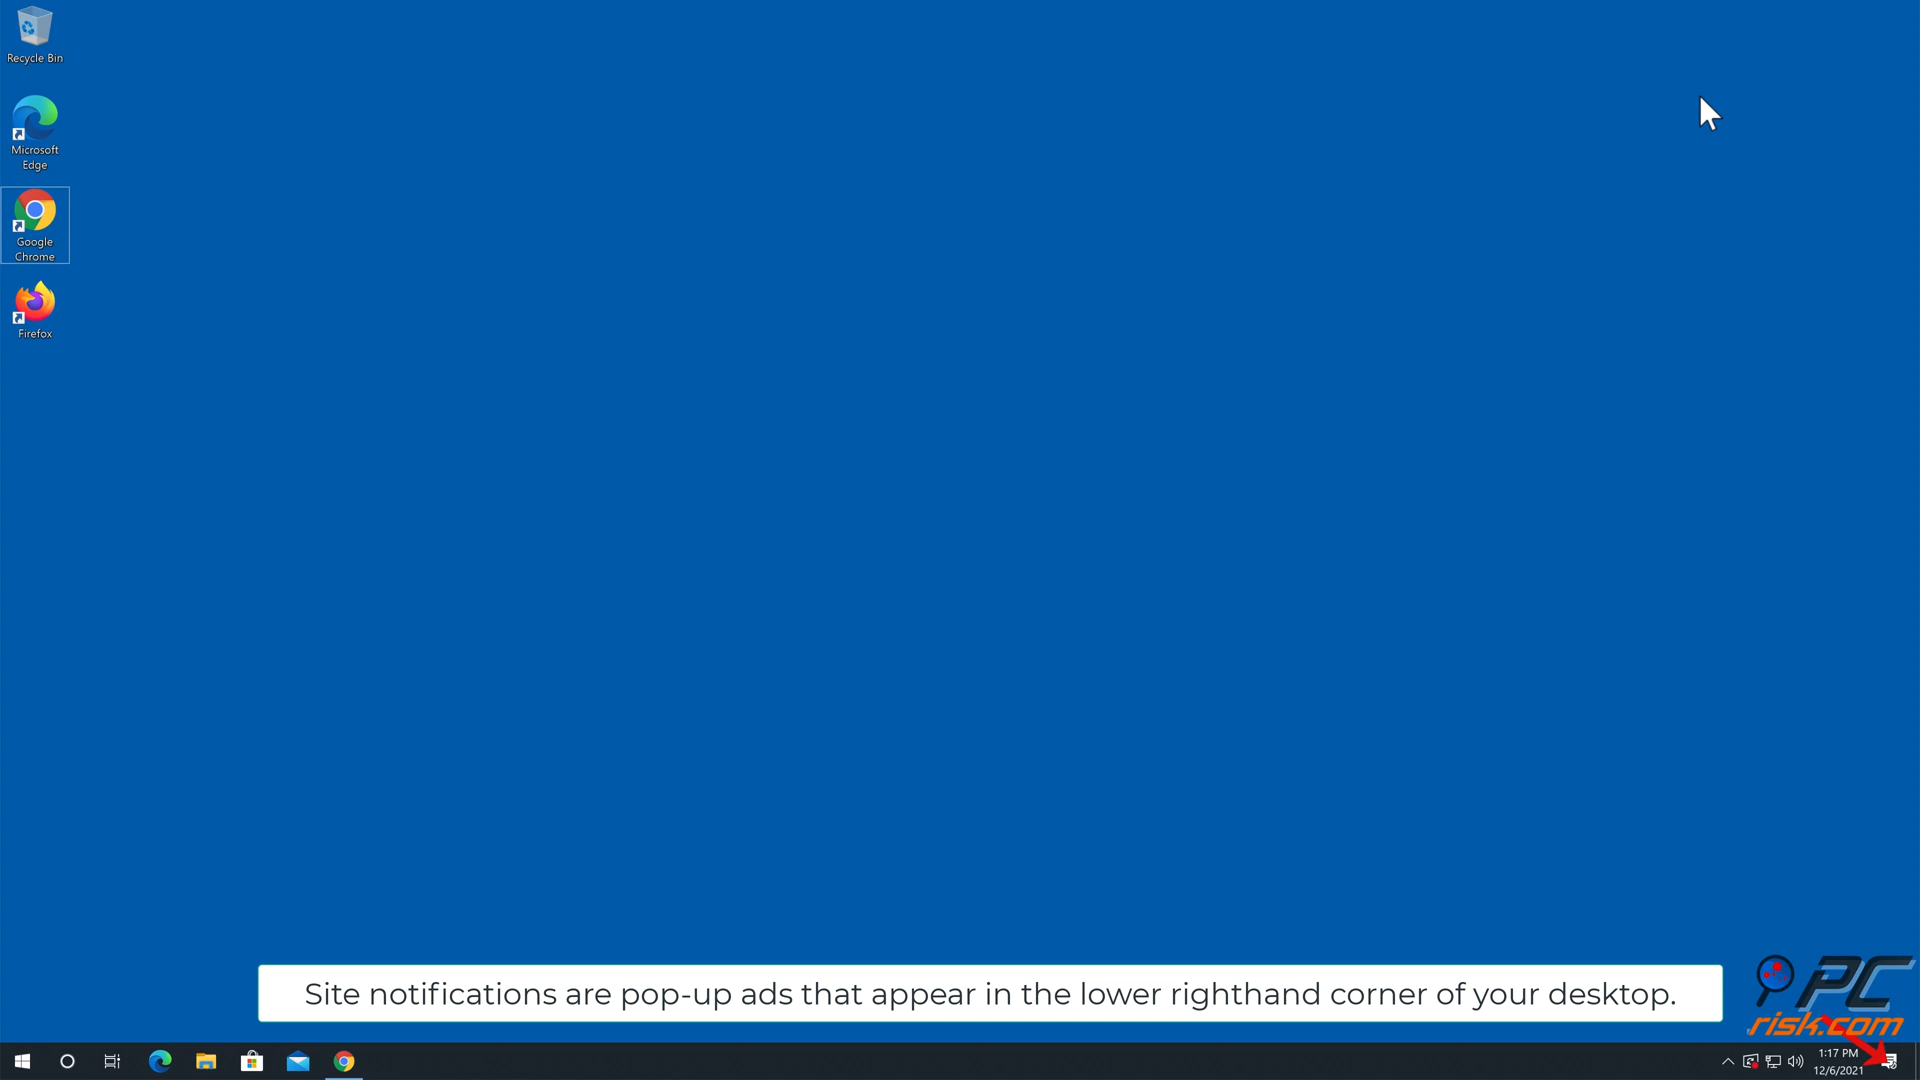 Recycle Bin
Microsoft
Edge
Google
Chrome
Firefox
Site notifications are pop-up ads that appear in the lower righthand corner of your desktop.
PC
risk.com
1:17 PM
12/6/2021